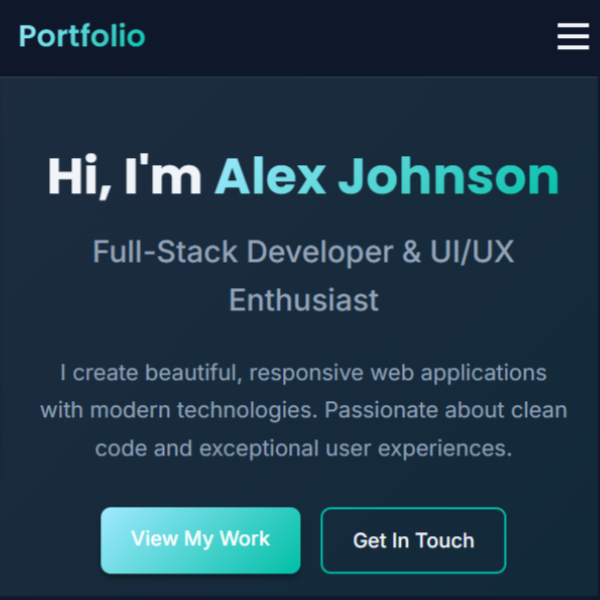 Portfolio
Hi, I'm Alex Johnson
Full-Stack Developer & UI/UX
Enthusiast
I create beautiful, responsive web applications
with modern technologies. Passionate about clean
code and exceptional user experiences.
View My Work
Get In Touch